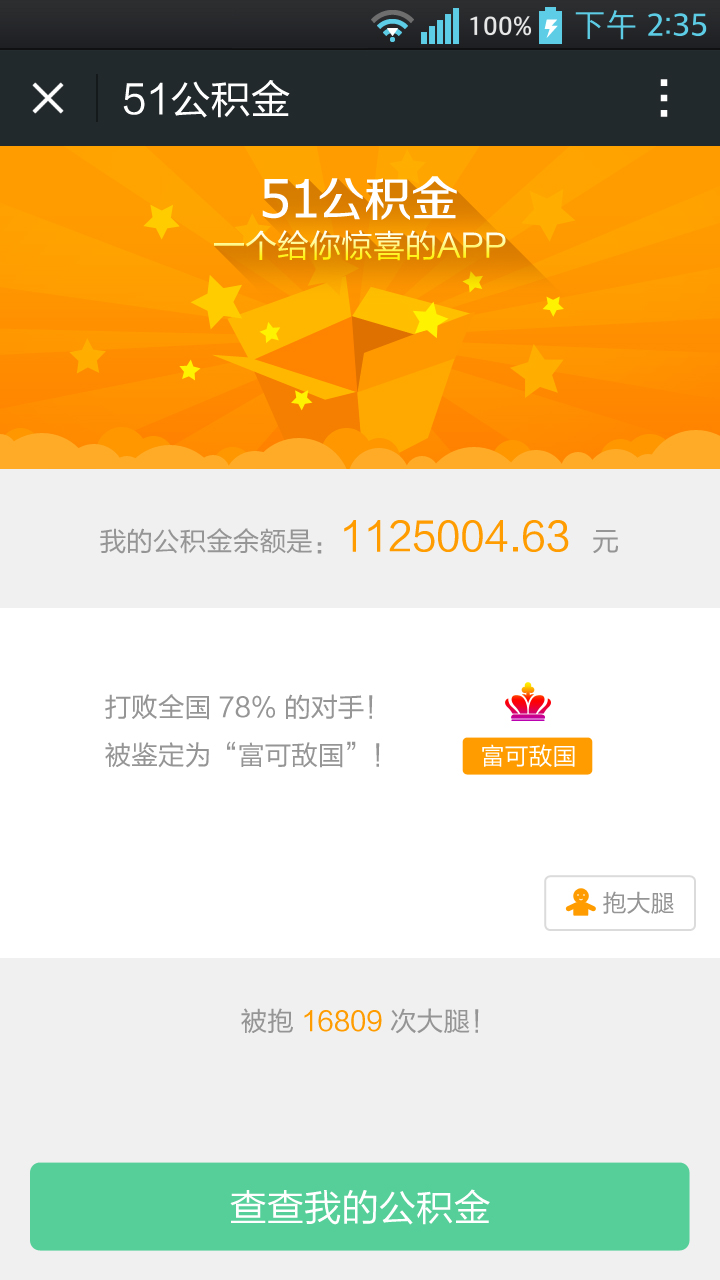 100% 下午 2:35
51公积金
51公积金
一个给你惊喜的APP
我的公积金余额是：1125004.63 元
打败全国 78% 的对手！
被鉴定为“富可敌国”！
富可敌国
抱大腿
被抱 16809 次大腿！
查查我的公积金